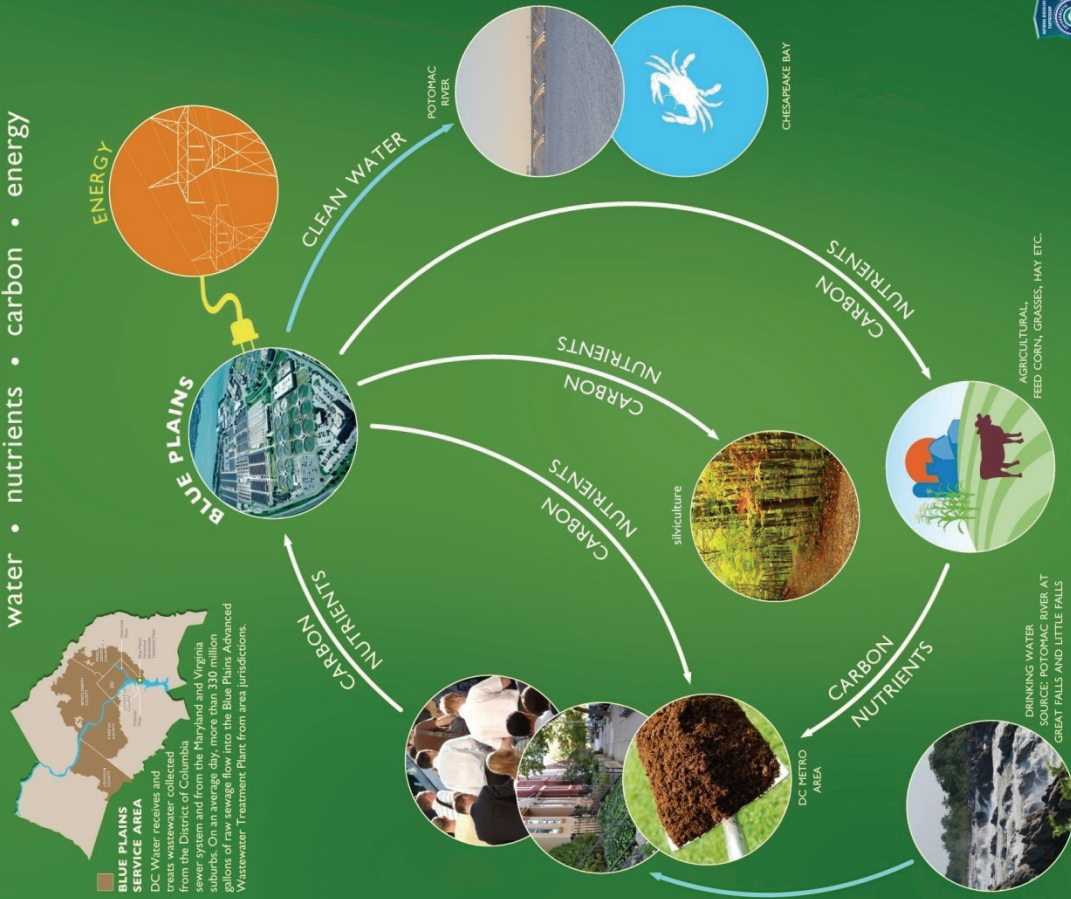 water • nutrients • carbon • energy
BLUE PLAINS
SERVICE AREA
DC Water receives and
treats wastewater collected
from the District of Columbia
sewer system and from the Maryland and Virginia
suburbs. On an average day, more than 330 million
gallons of raw sewage flow into the Blue Plains Advanced
Wastewater Treatment Plant from area jurisdictions.
BLUE PLAINS
ENERGY
CLEAN WATER
POTOMAC
RIVER
CHESAPEAKE BAY
CARBON
NUTRIENTS
CARBON
NUTRIENTS
CARBON
NUTRIENTS
CARBON
NUTRIENTS
silviculture
AGRICULTURAL,
FEED CORN, GRASSES, HAY ETC.
CARBON
NUTRIENTS
DC METRO
AREA
DRINKING WATER
SOURCE: POTOMAC RIVER AT
GREAT FALLS AND LITTLE FALLS